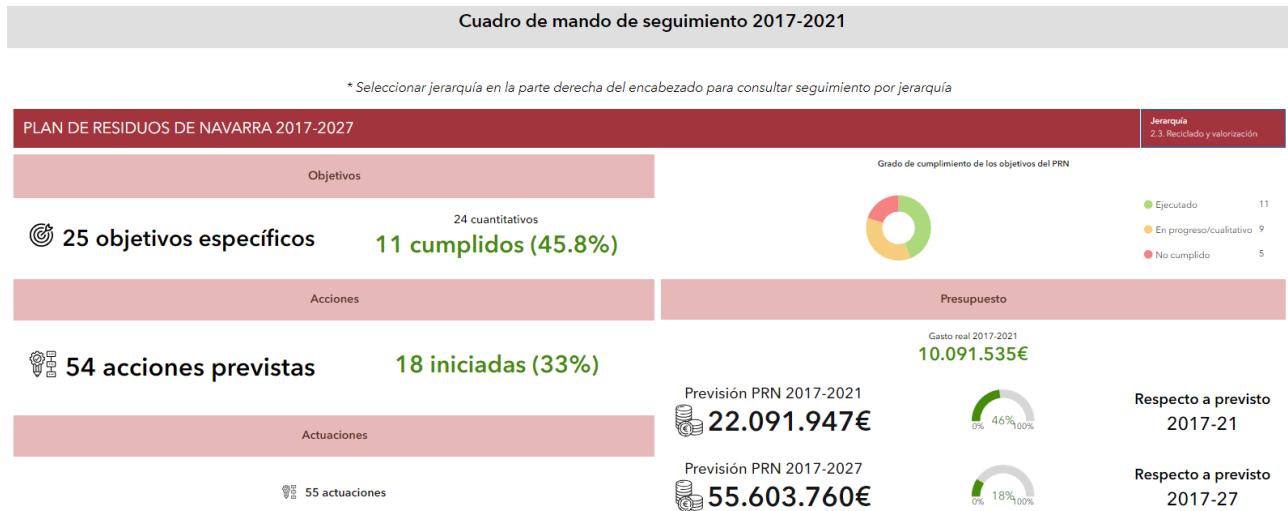 Cuadro de mando de seguimiento 2017-2021
* Seleccionar jerarquía en la parte derecha del encabezado para consultar seguimiento por jerarquía
PLAN DE RESIDUOS DE NAVARRA 2017-2027
Jerarquía
2.3. Reciclado y valorización
Objetivos
25 objetivos específicos
24 cuantitativos
11 cumplidos (45.8%)
Grado de cumplimiento de los objetivos del PRN
Ejecutado 11
En progreso/cualitativo 9
No cumplido 5
Acciones
54 acciones previstas
18 iniciadas (33%)
Actuaciones
55 actuaciones
Presupuesto
Gasto real 2017-2021
10.091.535€
Previsión PRN 2017-2021
22.091.947€
0% 46% 100%
Respecto a previsto
2017-21
Previsión PRN 2017-2027
55.603.760€
0% 18% 100%
Respecto a previsto
2017-27